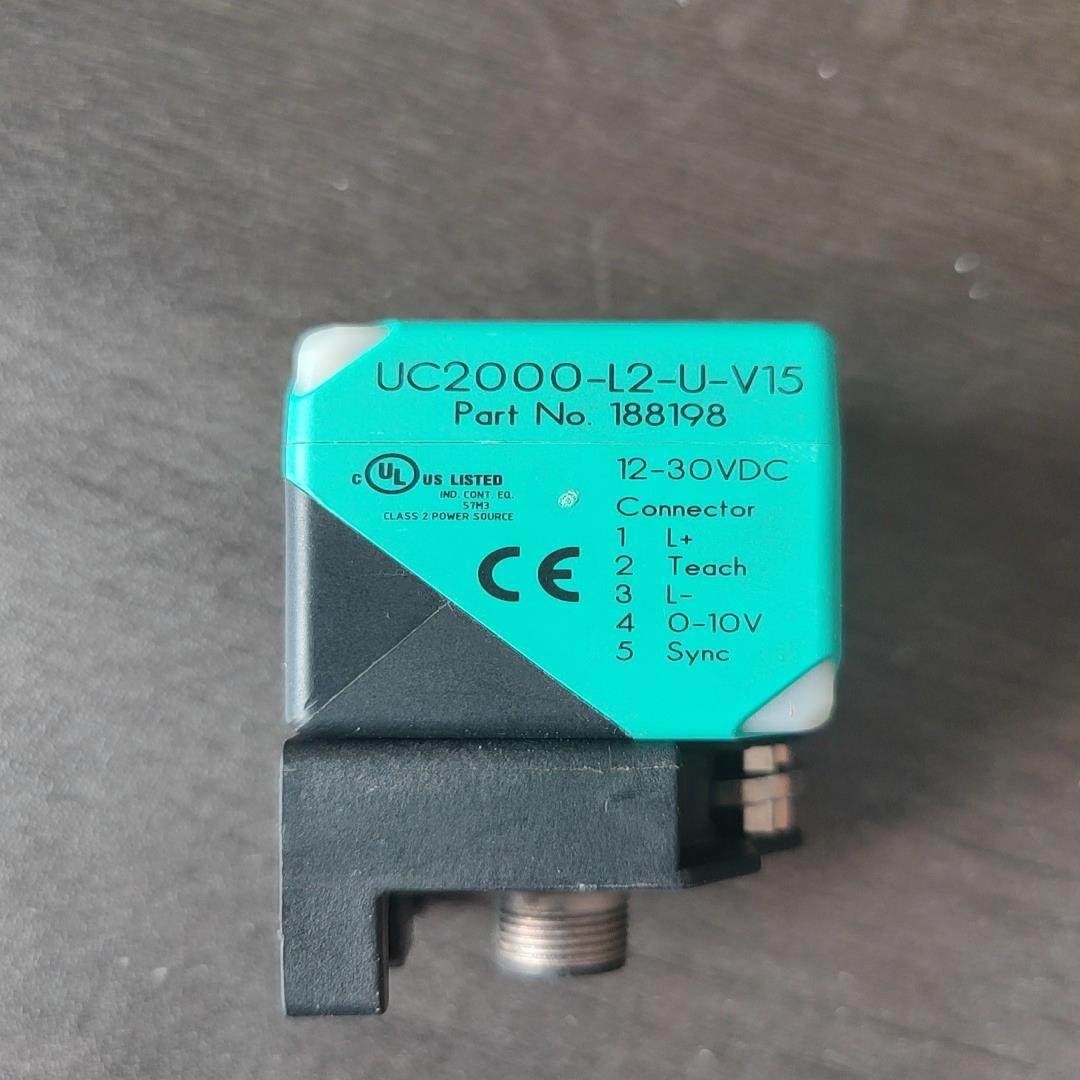 UC2000-L2-U-V15
Part No. 188198
c UL US LISTED
IND. CONT. EQ.
57M3
CLASS 2 POWER SOURCE
CE
12-30VDC
Connector
1 L+
2 Teach
3 L-
4 0-10V
5 Sync